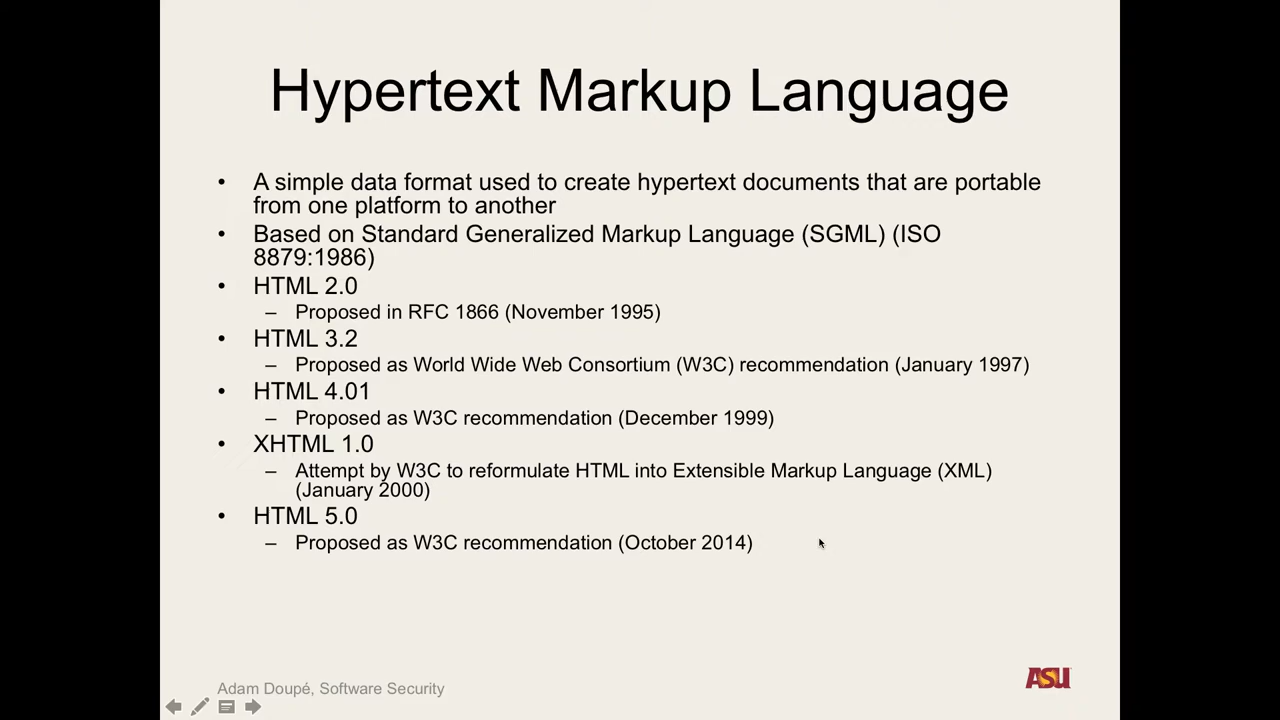 Hypertext Markup Language
• A simple data format used to create hypertext documents that are portable
from one platform to another
• Based on Standard Generalized Markup Language (SGML) (ISO
8879:1986)
• HTML 2.0
– Proposed in RFC 1866 (November 1995)
• HTML 3.2
– Proposed as World Wide Web Consortium (W3C) recommendation (January 1997)
• HTML 4.01
– Proposed as W3C recommendation (December 1999)
• XHTML 1.0
– Attempt by W3C to reformulate HTML into Extensible Markup Language (XML)
(January 2000)
• HTML 5.0
– Proposed as W3C recommendation (October 2014)
Adam Doupé, Software Security
ASU